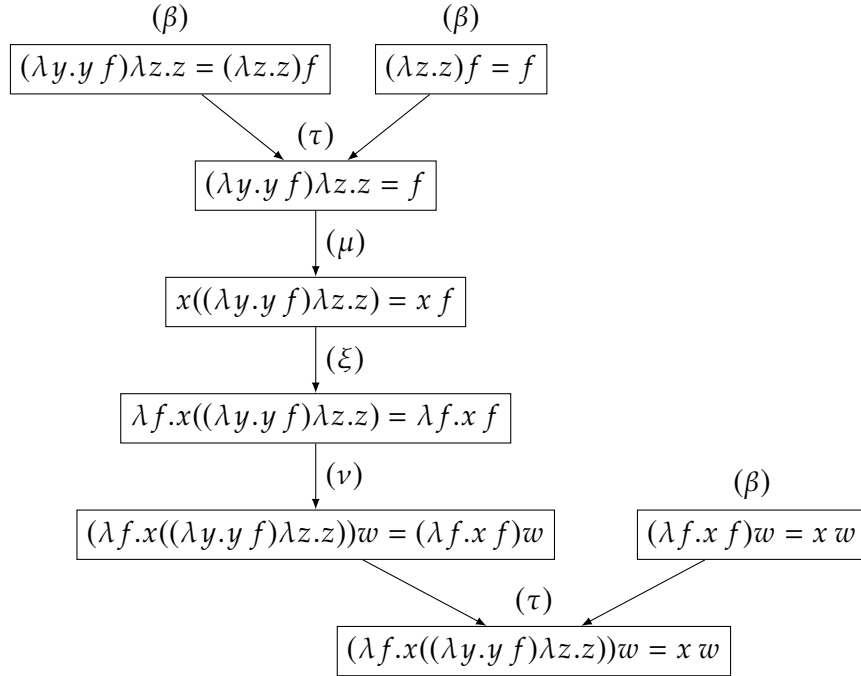 (β) (β)
(λy.y f)λz.z = (λz.z)f (λz.z)f = f
(τ)
(λy.y f)λz.z = f
(μ)
x((λy.y f)λz.z) = x f
(ξ)
λf.x((λy.y f)λz.z) = λf.x f
(ν)
(β)
(λf.x((λy.y f)λz.z))w = (λf.x f)w (λf.x f)w = x w
(τ)
(λf.x((λy.y f)λz.z))w = x w